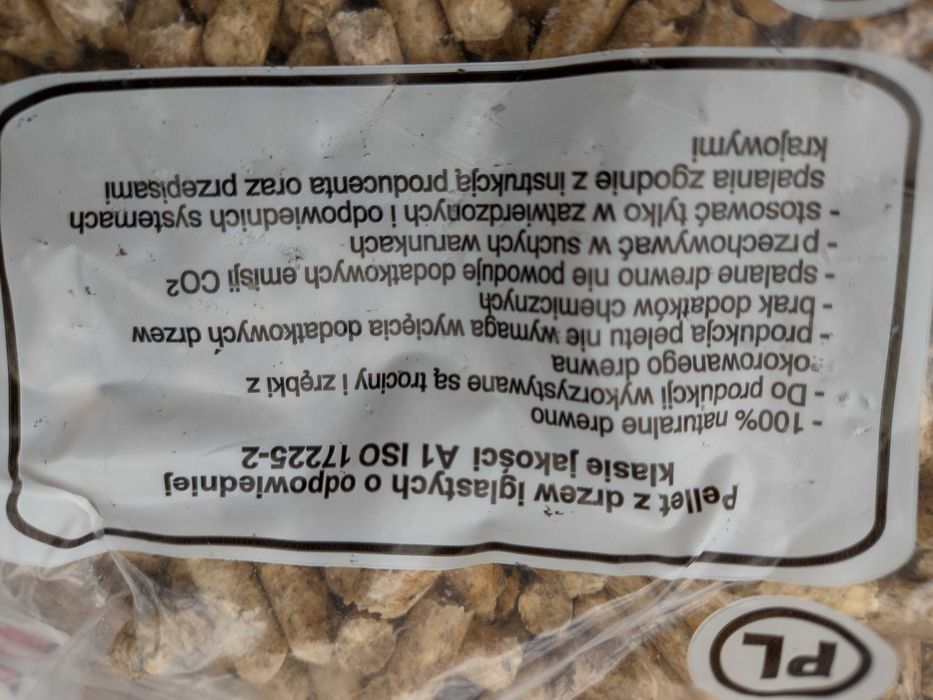 PL
Pellet z drzew iglastych o odpowiedniej
klasie jakości A1 ISO 17225-2
- 100% naturalne drewno
- Do produkcji wykorzystywane są trociny i zrębki z
okorowanego drewna
- produkcja peletu nie wymaga wycięcia dodatkowych drzew
- brak dodatków chemicznych
- spalane drewno nie powoduje dodatkowych emisji CO²
- przechowywać w suchych warunkach
- stosować tylko w zatwierdzonych i odpowiednich systemach
spalania zgodnie z instrukcją producenta oraz przepisami
krajowymi